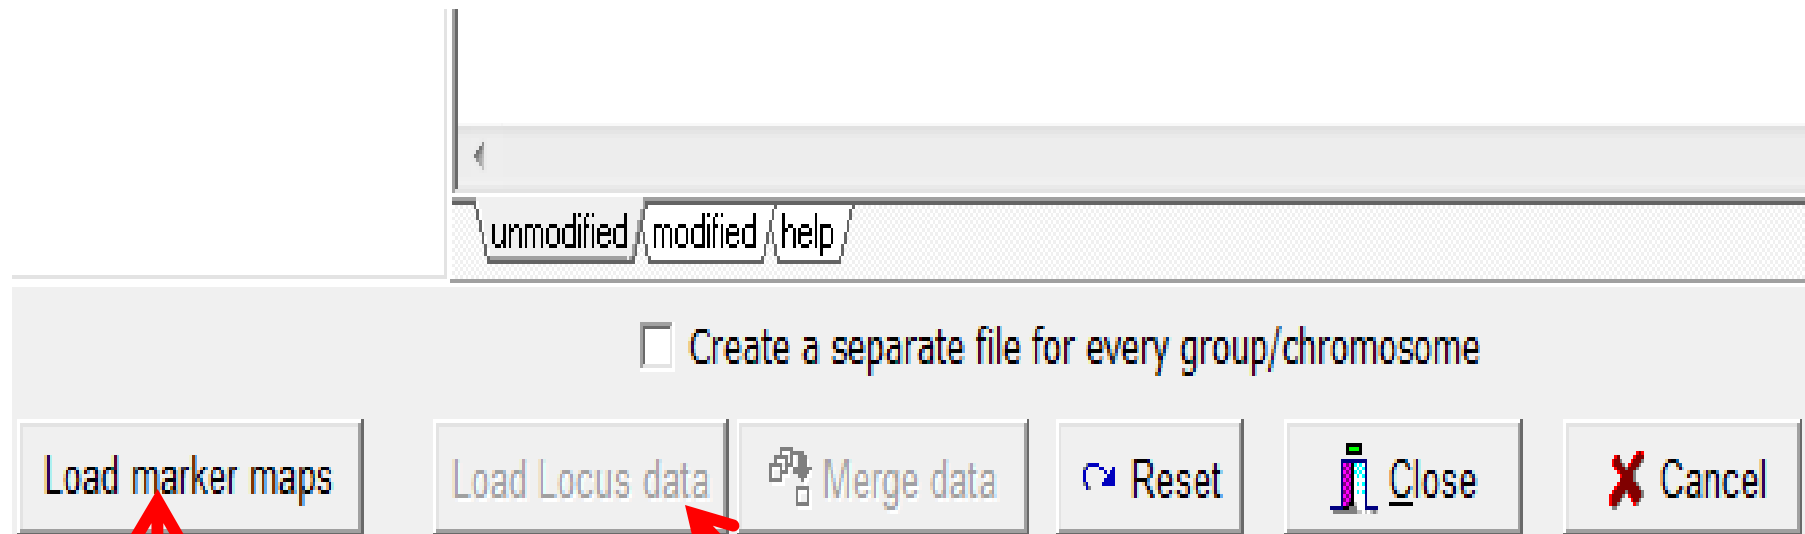 unmodified modified help
Create a separate file for every group/chromosome
Load marker maps Load Locus data Merge data Reset Close Cancel